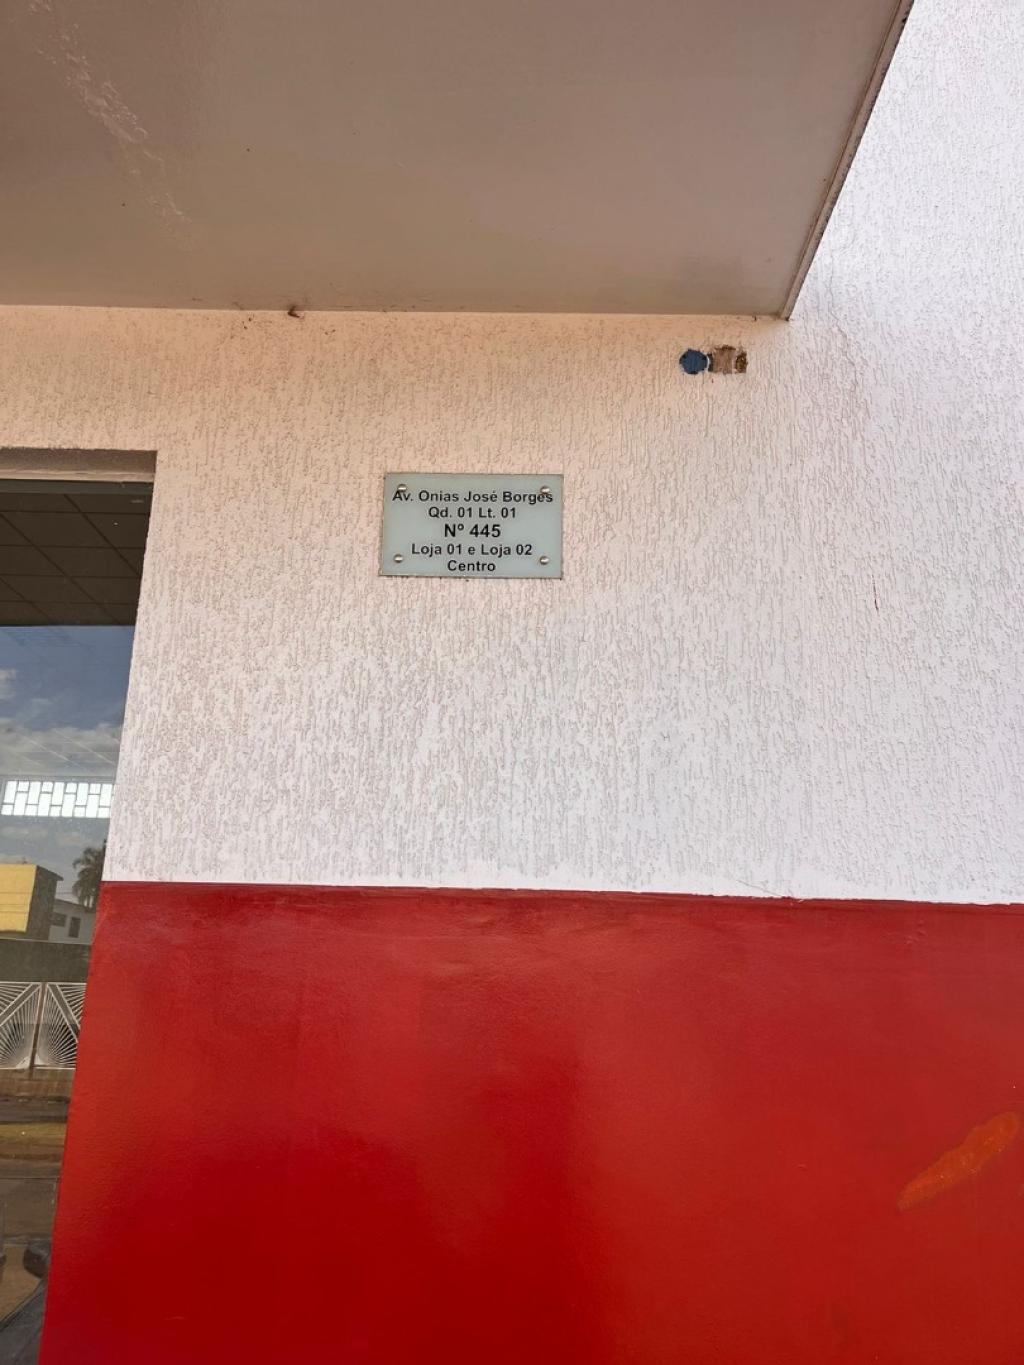 Av. Onias José Borges
Qd. 01 Lt. 01
Nº 445
Loja 01 e Loja 02
Centro